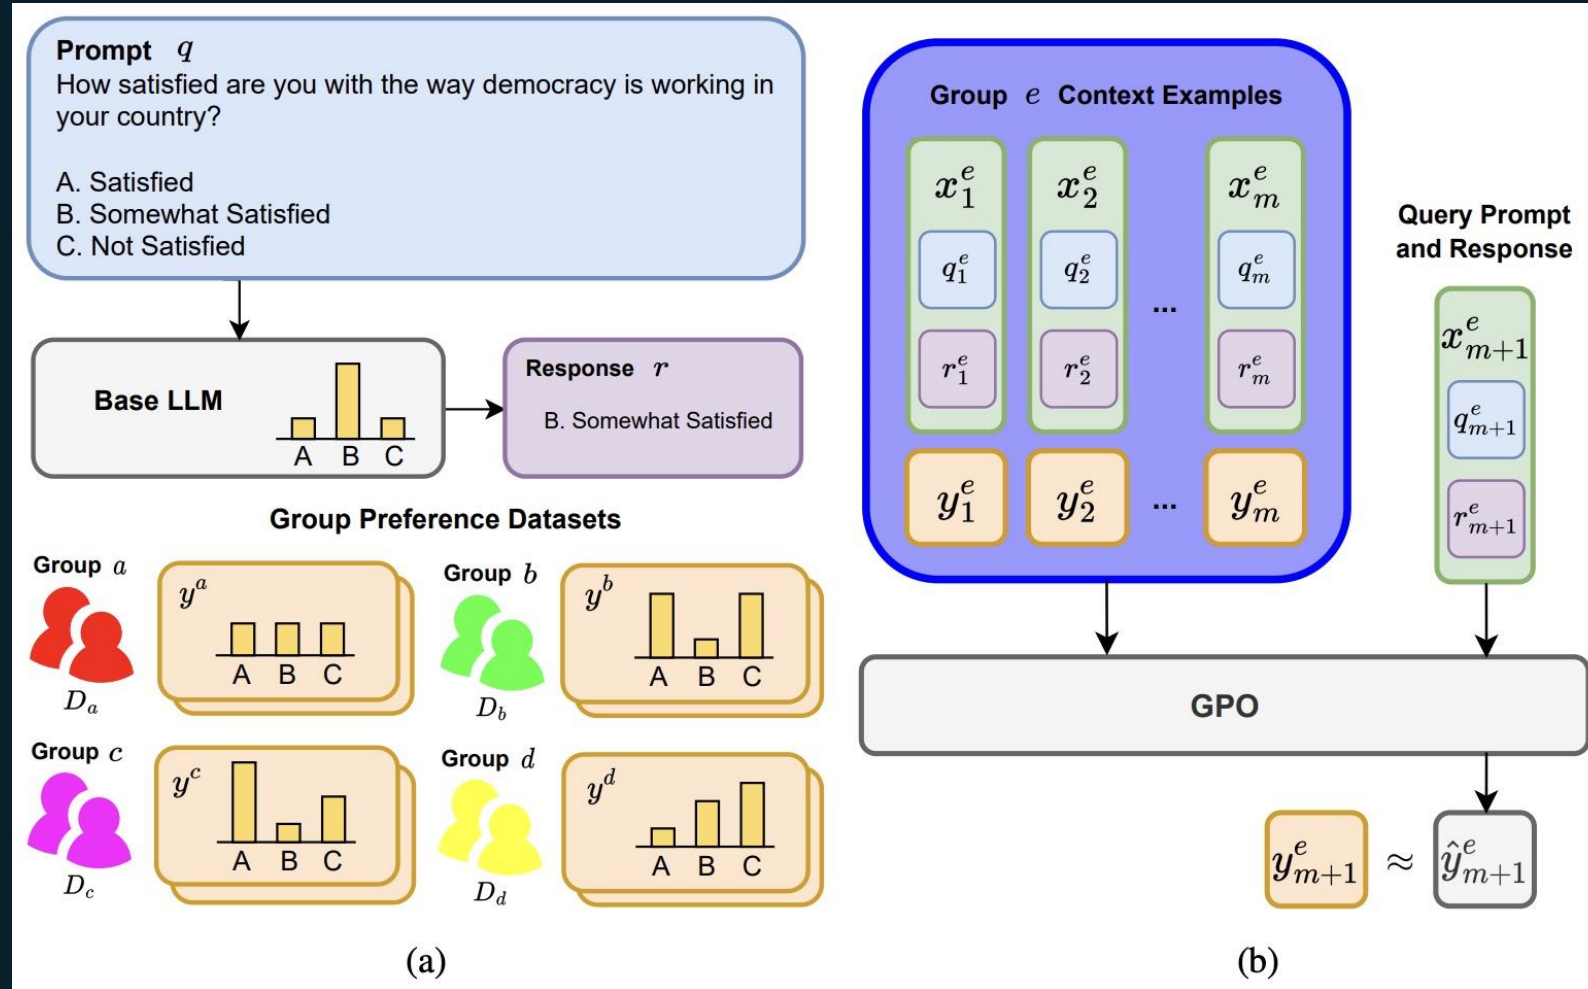 Prompt q
How satisfied are you with the way democracy is working in
your country?
A. Satisfied
B. Somewhat Satisfied
C. Not Satisfied
Base LLM
A B C
Response r
B. Somewhat Satisfied
Group Preference Datasets
Group a
D_a
y^a
A B C
Group b
D_b
y^b
A B C
Group c
D_c
y^c
A B C
Group d
D_d
y^d
A B C
(a)
Group e Context Examples
x_1^e x_2^e x_m^e
q_1^e q_2^e q_m^e
...
r_1^e r_2^e r_m^e
y_1^e y_2^e ... y_m^e
Query Prompt
and Response
x_{m+1}^e
q_{m+1}^e
r_{m+1}^e
GPO
y_{m+1}^e ≈ ŷ_{m+1}^e
(b)